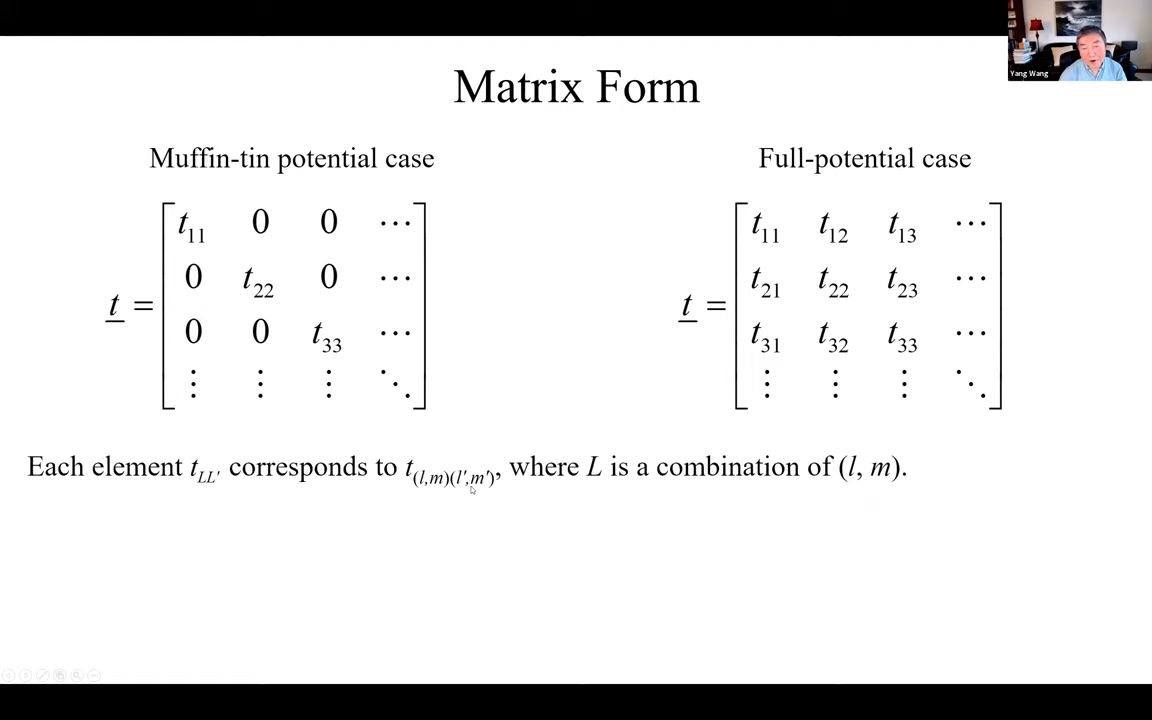 Yang Wang
Matrix Form
Muffin-tin potential case
t = [ t₁₁ 0 0 ⋯
0 t₂₂ 0 ⋯
0 0 t₃₃ ⋯
⋮ ⋮ ⋮ ⋱ ]
Full-potential case
t = [ t₁₁ t₁₂ t₁₃ ⋯
t₂₁ t₂₂ t₂₃ ⋯
t₃₁ t₃₂ t₃₃ ⋯
⋮ ⋮ ⋮ ⋱ ]
Each element t_LL′ corresponds to t_(l,m)(l′,m′), where L is a combination of (l, m).